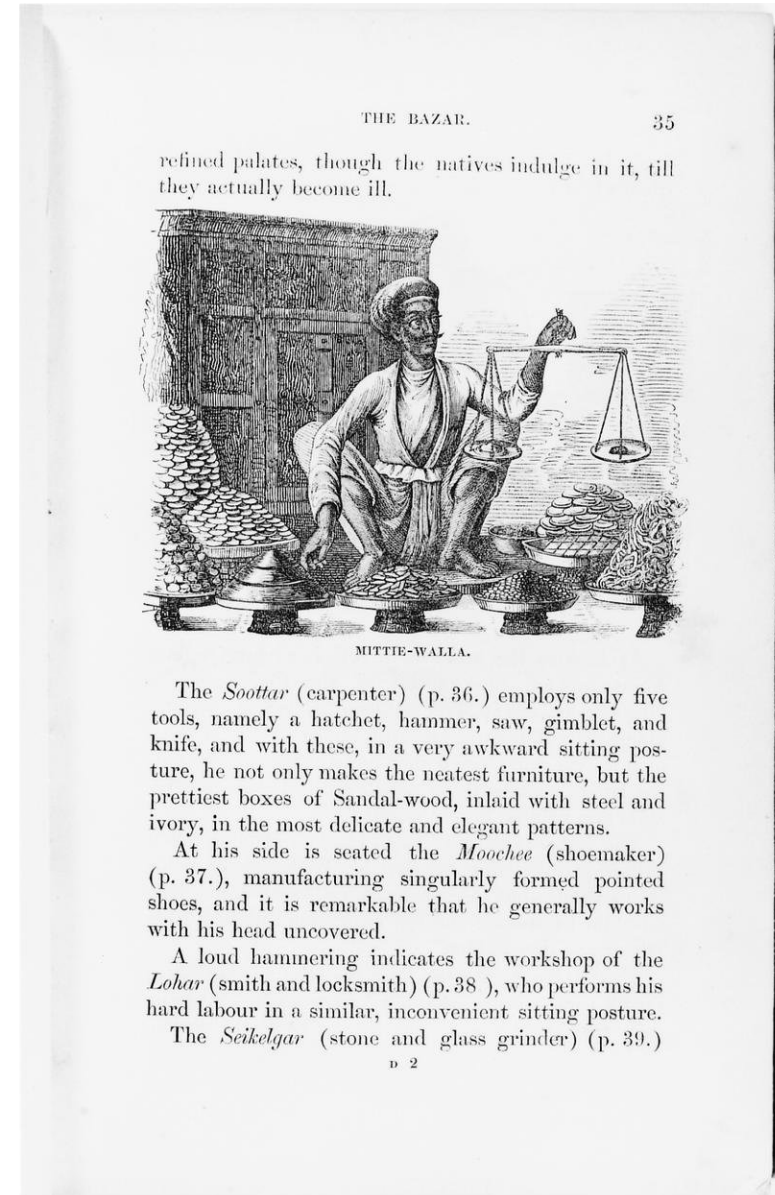 THE BAZAR. 35
refined palates, though the natives indulge in it, till
they actually become ill.
MITTIE-WALLA.
The Soottar (carpenter) (p. 36.) employs only five
tools, namely a hatchet, hammer, saw, gimblet, and
knife, and with these, in a very awkward sitting pos-
ture, he not only makes the neatest furniture, but the
prettiest boxes of Sandal-wood, inlaid with steel and
ivory, in the most delicate and elegant patterns.
At his side is seated the Moochee (shoemaker)
(p. 37.), manufacturing singularly formed pointed
shoes, and it is remarkable that he generally works
with his head uncovered.
A loud hammering indicates the workshop of the
Lohar (smith and locksmith) (p. 38 ), who performs his
hard labour in a similar, inconvenient sitting posture.
The Seikelgar (stone and glass grinder) (p. 39.)
D 2